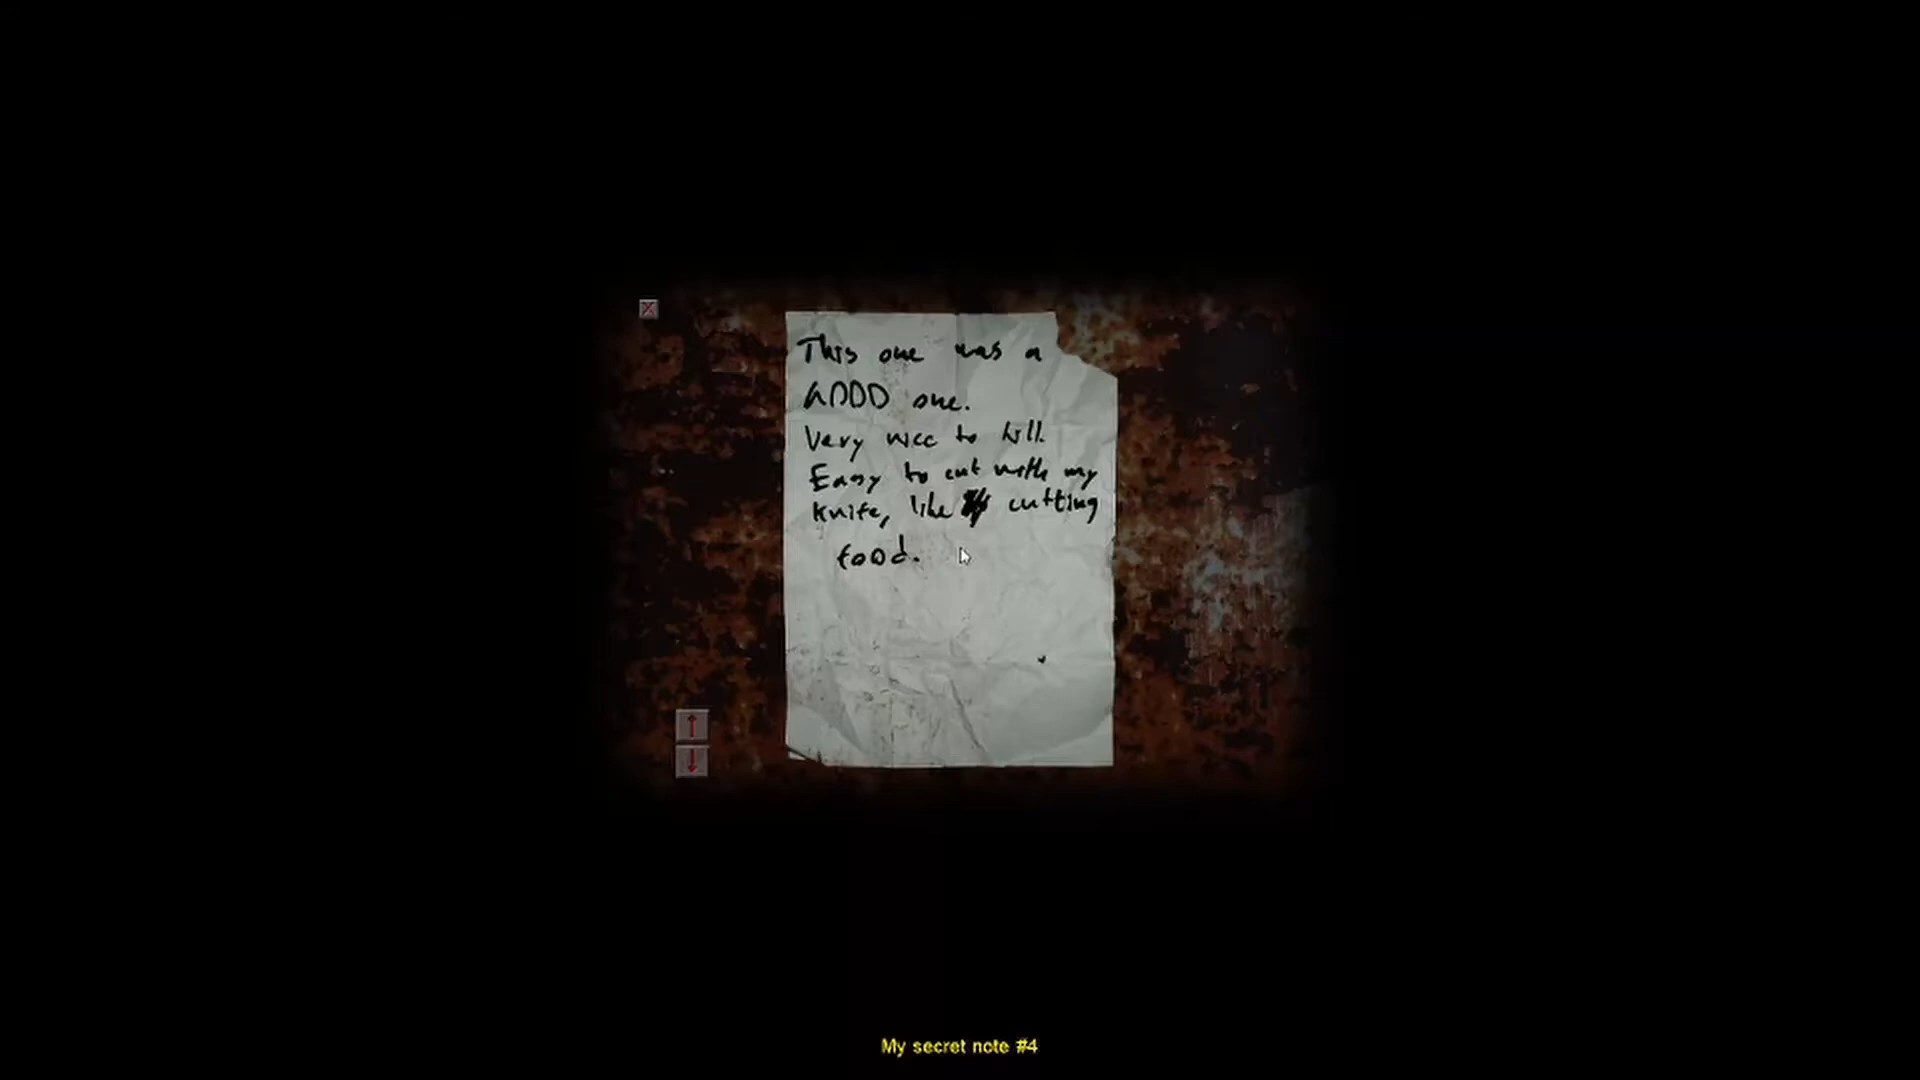 This one was a
GOOD one.
Very nice to kill.
Easy to cut with my
knife, like cutting
food.
My secret note #4